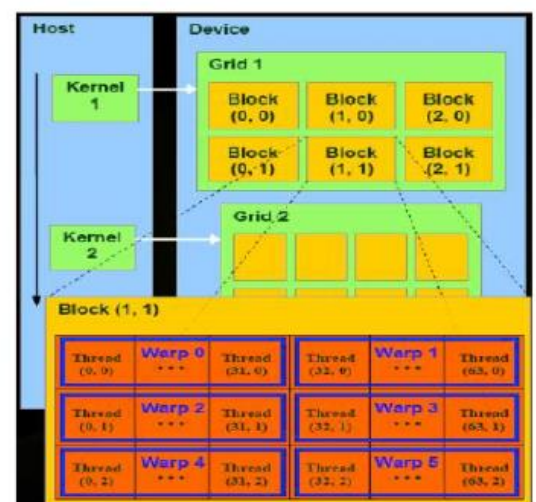 Host
Device
Grid 1
Kernel
1
Block
(0, 0)
Block
(1, 0)
Block
(2, 0)
Block
(0, 1)
Block
(1, 1)
Block
(2, 1)
Kernel
2
Grid 2
Block (1, 1)
Thread
(0, 0)
Warp 0
• • •
Thread
(31, 0)
Thread
(32, 0)
Warp 1
• • •
Thread
(63, 0)
Thread
(0, 1)
Warp 2
• • •
Thread
(31, 1)
Thread
(32, 1)
Warp 3
• • •
Thread
(63, 1)
Thread
(0, 2)
Warp 4
• • •
Thread
(31, 2)
Thread
(32, 2)
Warp 5
• • •
Thread
(63, 2)